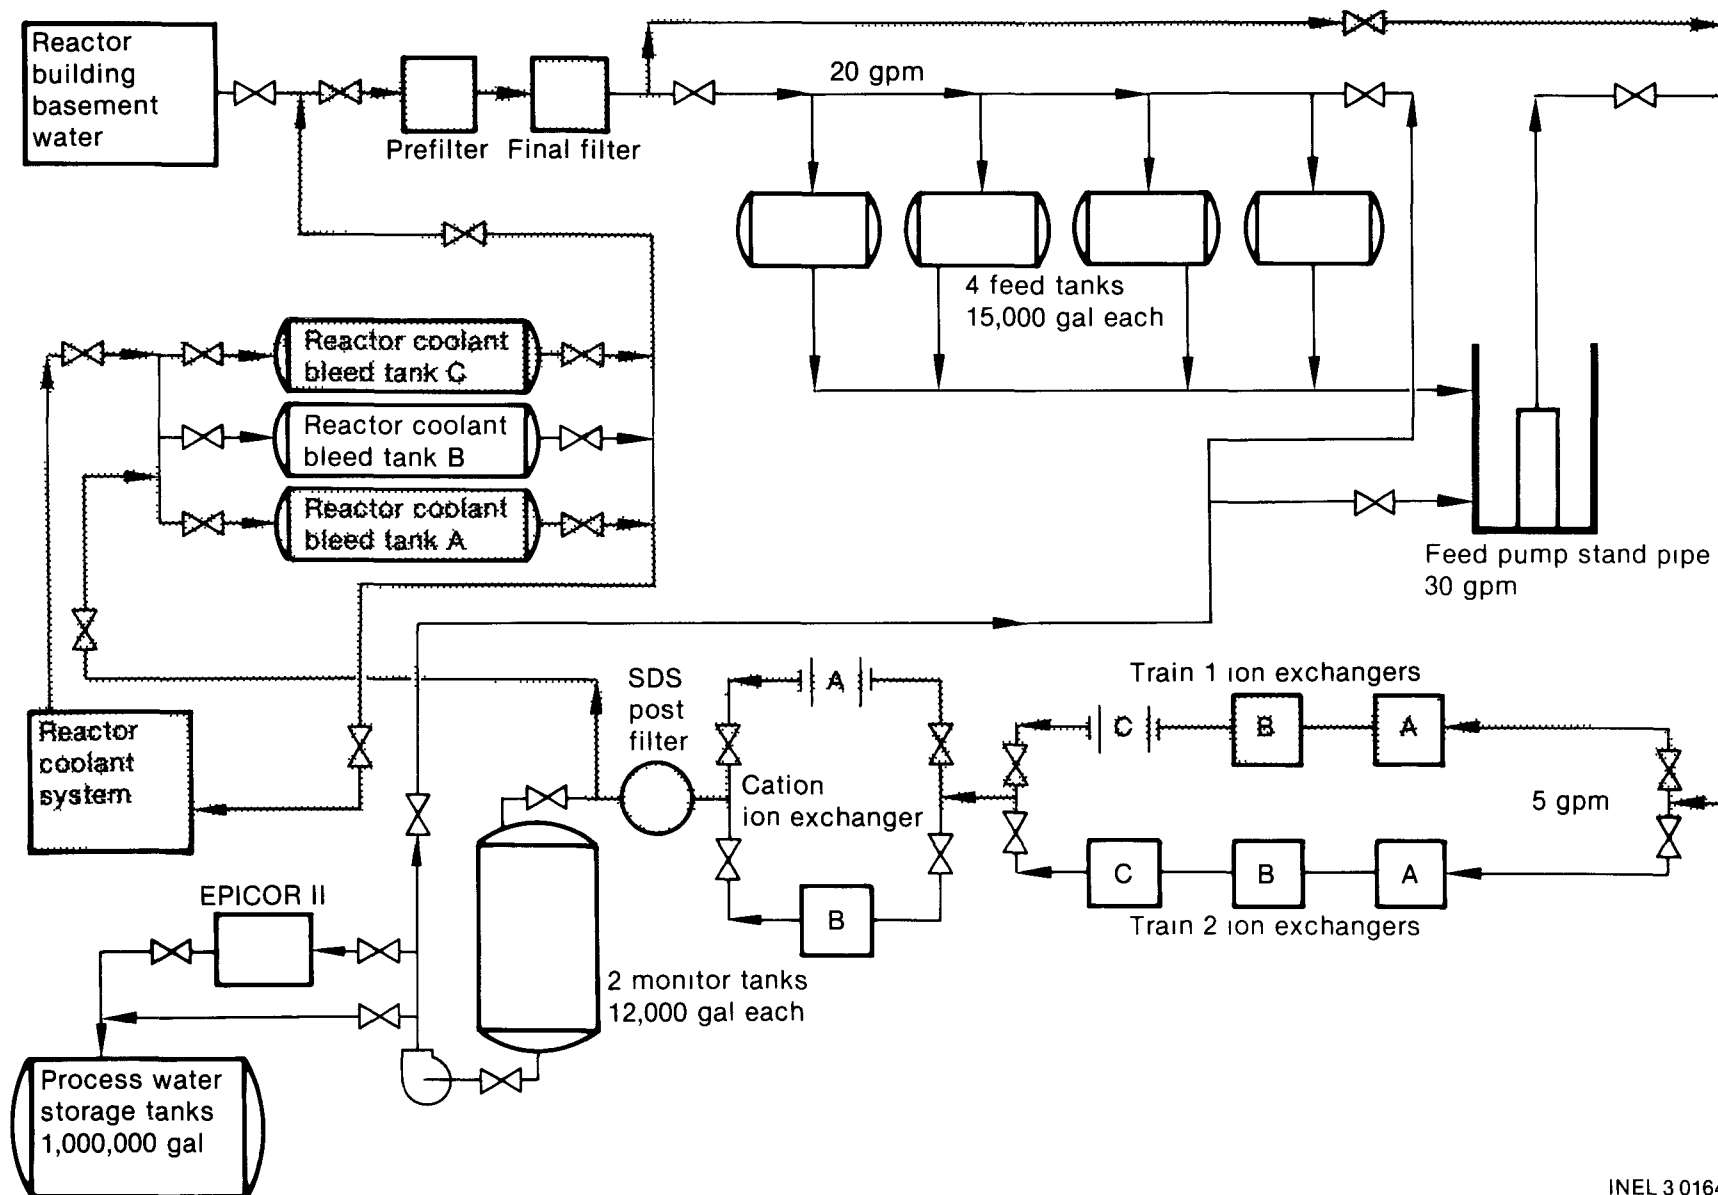 Reactor
building
basement
water
Prefilter
Final filter
20 gpm
4 feed tanks
15,000 gal each
Reactor coolant
bleed tank C
Reactor coolant
bleed tank B
Reactor coolant
bleed tank A
Feed pump stand pipe
30 gpm
Reactor
coolant
system
SDS
post
filter
A
Cation
ion exchanger
B
Train 1 ion exchangers
C
B
A
5 gpm
C
B
A
Train 2 ion exchangers
EPICOR II
2 monitor tanks
12,000 gal each
Process water
storage tanks
1,000,000 gal
INEL 3 0164